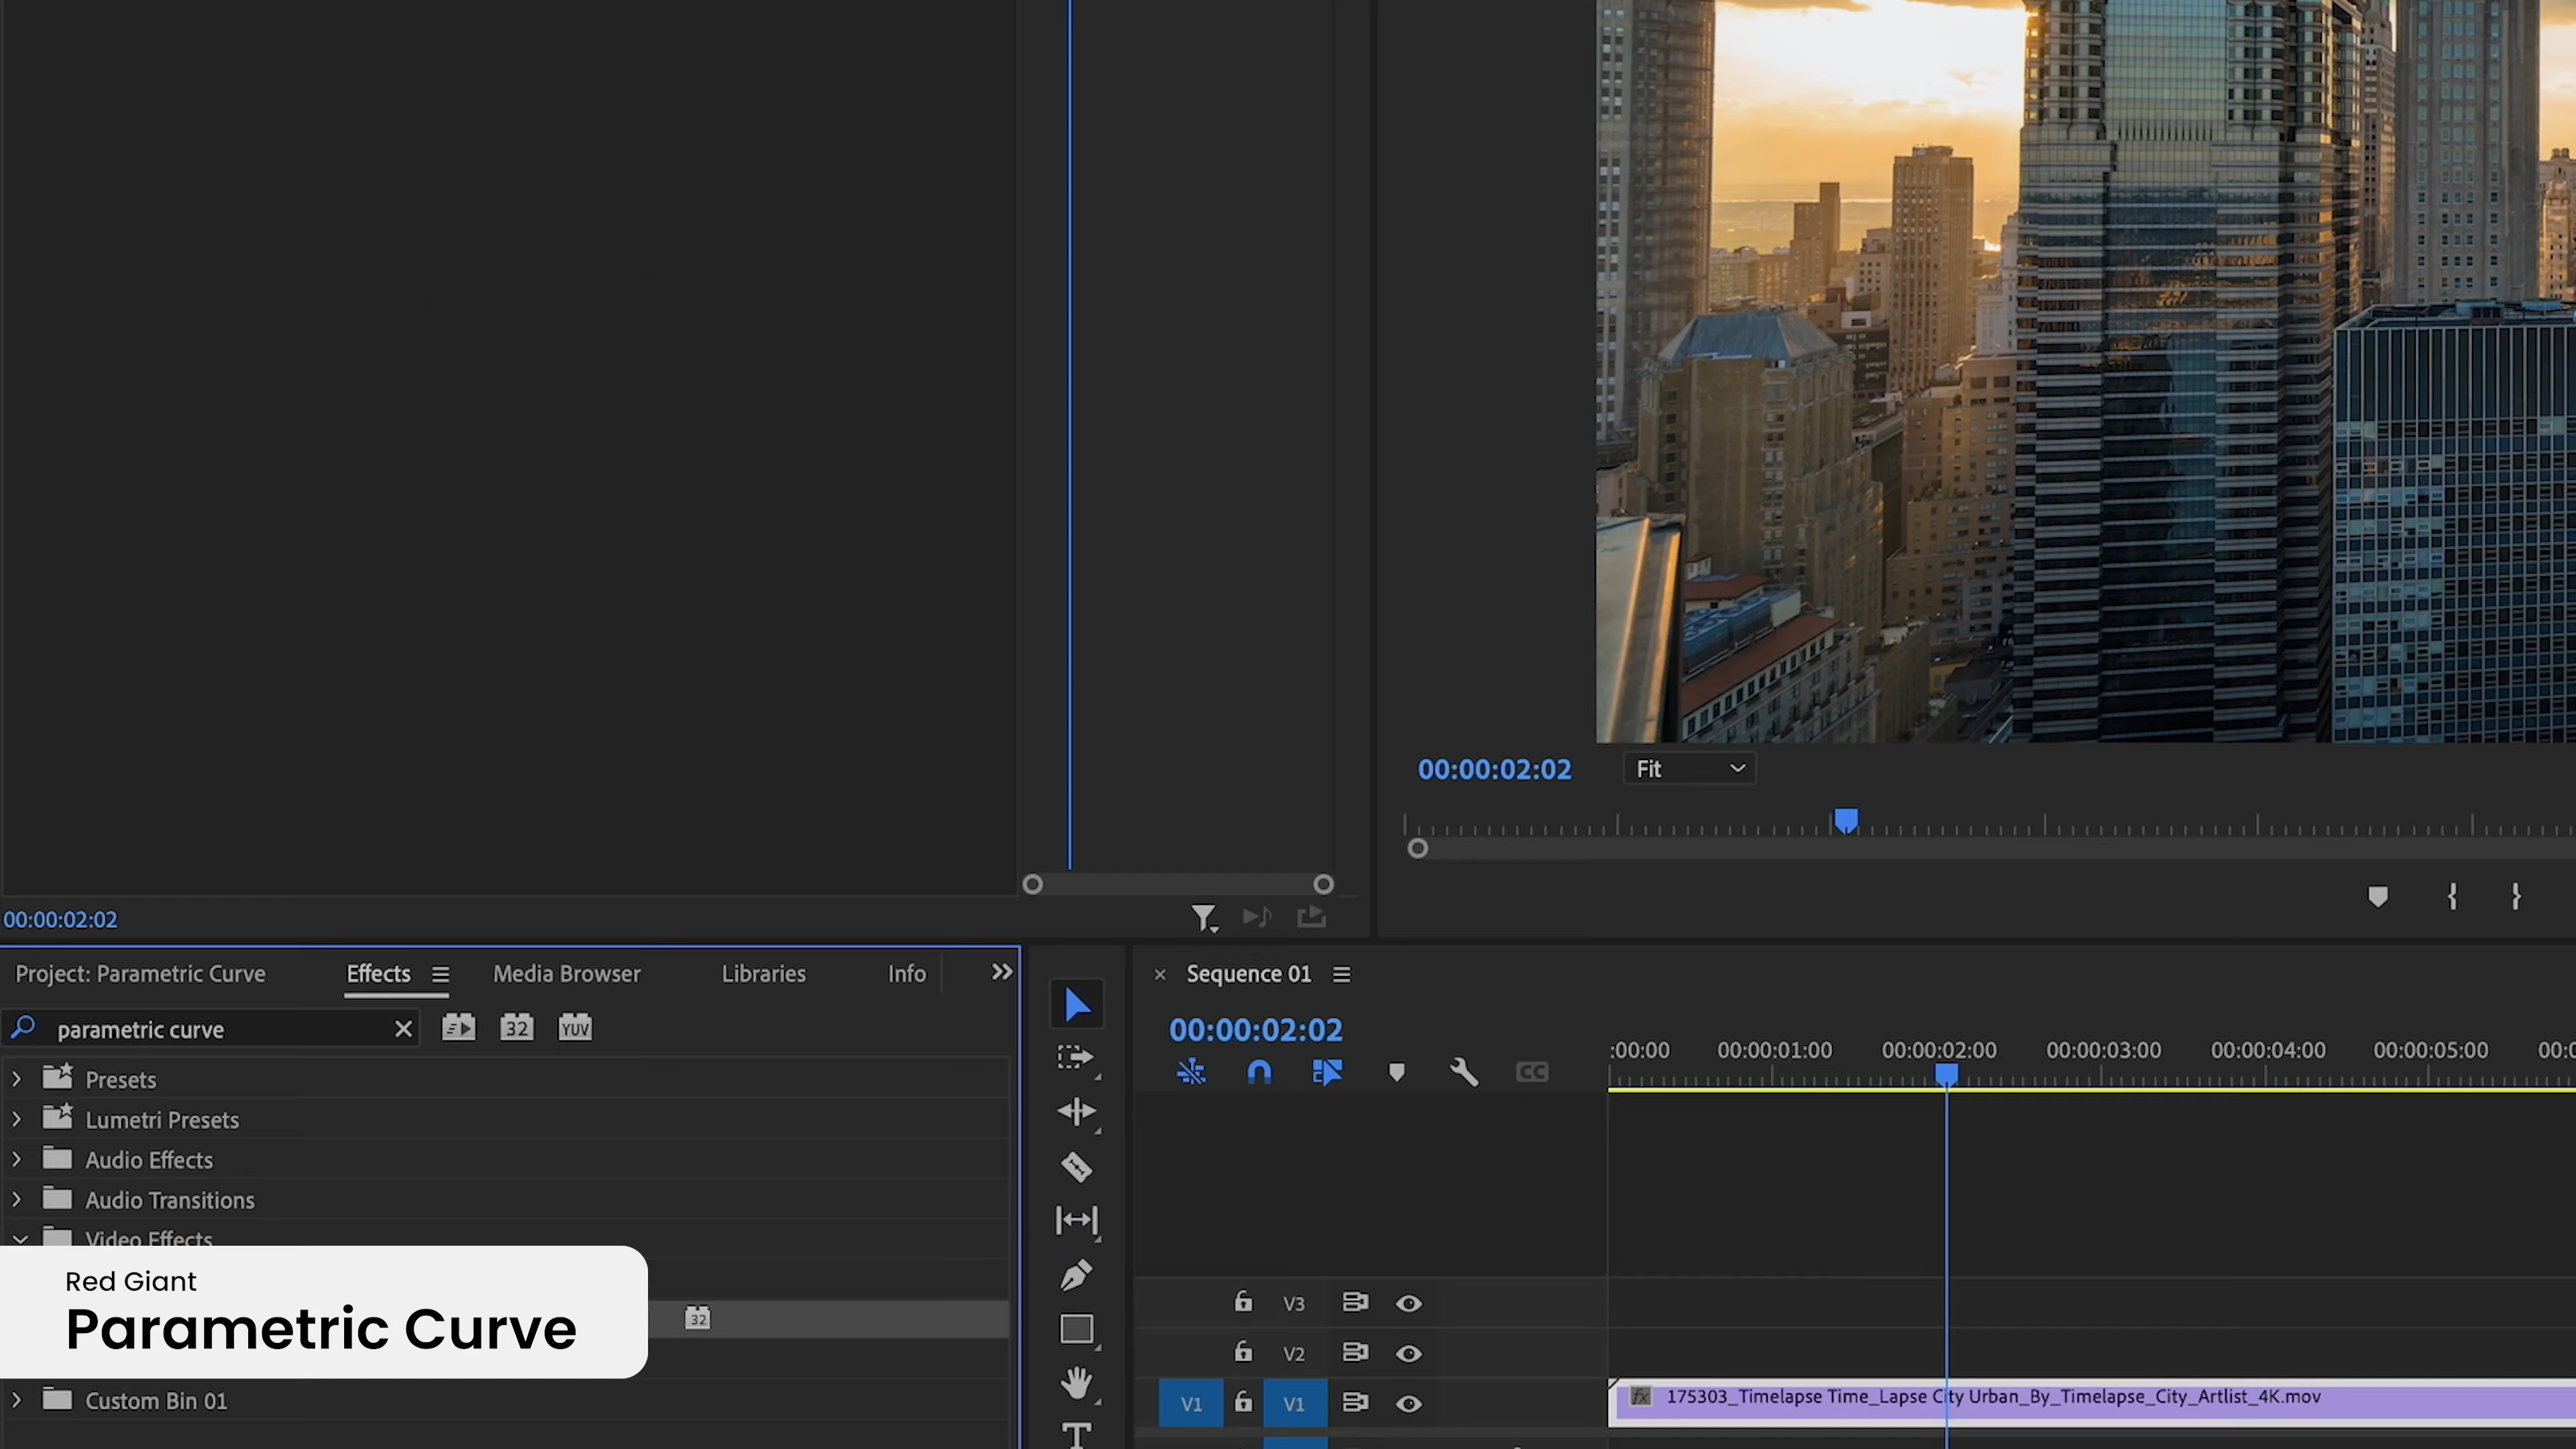 00:00:02:02
Fit
00:00:02:02
Project: Parametric Curve
Effects
Media Browser
Libraries
Info
parametric curve
32
YUV
Presets
Lumetri Presets
Audio Effects
Audio Transitions
Video Effects
Red Giant
Parametric Curve
32
Custom Bin 01
Sequence 01
00:00:02:02
CC
:00:00
00:00:01:00
00:00:02:00
00:00:03:00
00:00:04:00
00:00:05:00
V3
V2
V1
V1
fx
175303_Timelapse Time_Lapse City Urban_By_Timelapse_City_Artlist_4K.mov